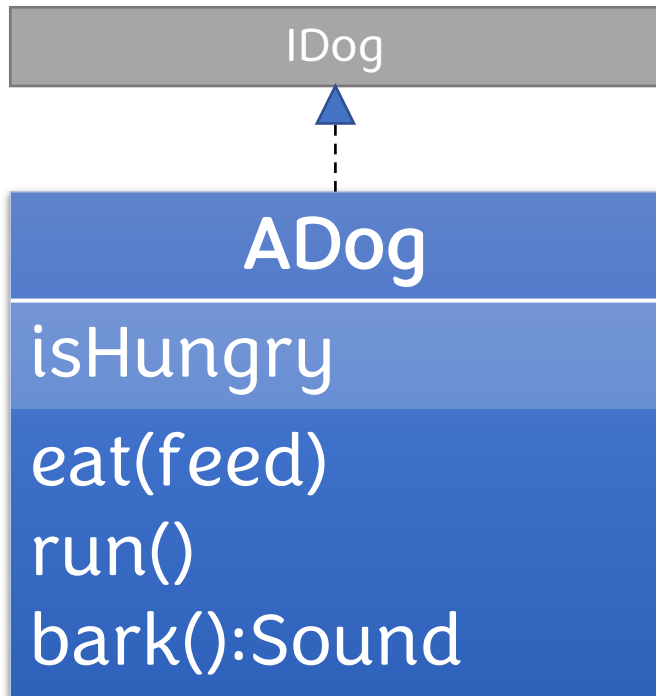 IDog
ADog
isHungry
eat(feed)
run()
bark():Sound